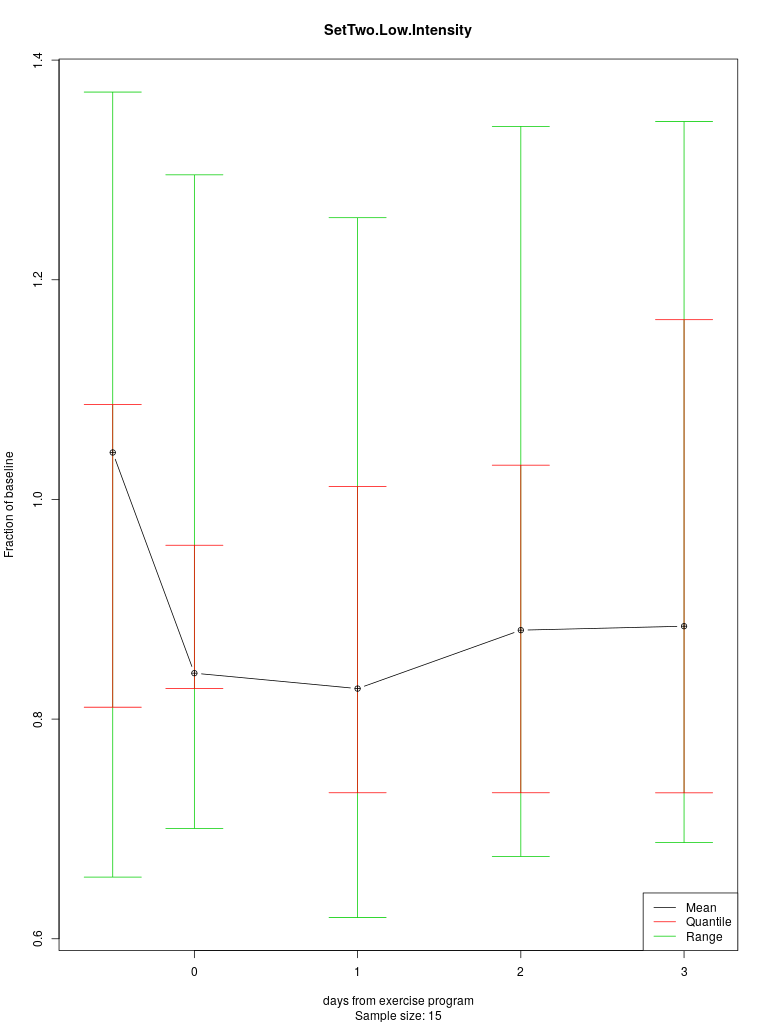 SetTwo.Low.Intensity
1.4
1.2
1.0
0.8
0.6
Fraction of baseline
0 1 2 3
Mean
Quantile
Range
days from exercise program
Sample size: 15